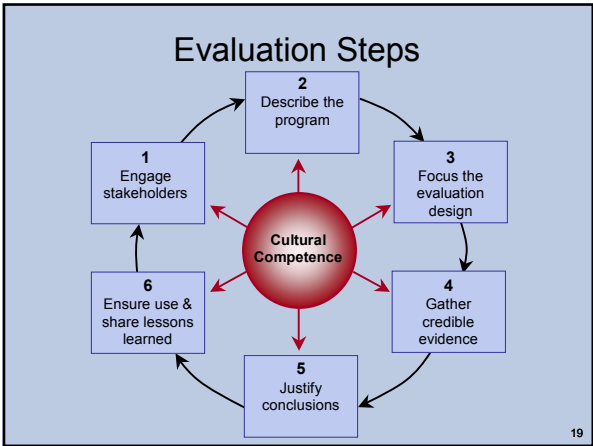 Evaluation Steps
1
Engage
stakeholders
2
Describe the
program
3
Focus the
evaluation
design
4
Gather
credible
evidence
5
Justify
conclusions
6
Ensure use &
share lessons
learned
Cultural
Competence
19